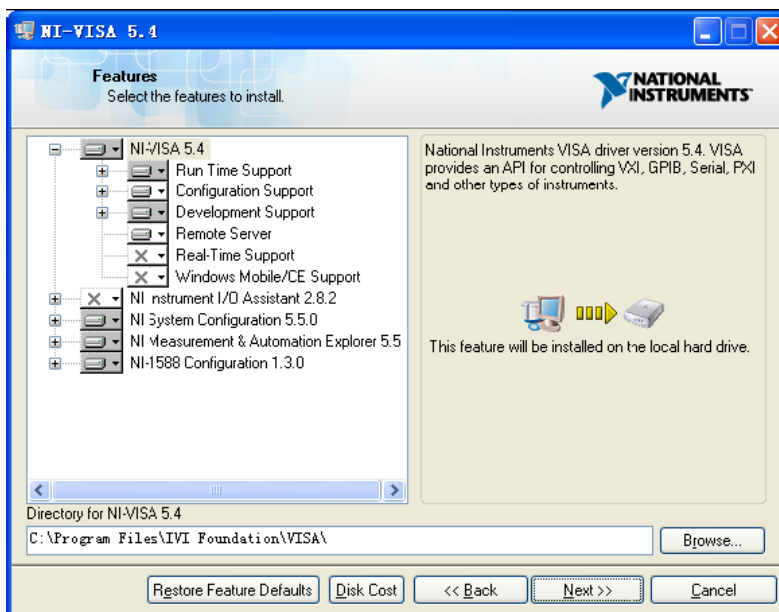 NI-VISA 5.4
Features
Select the features to install.
NATIONAL
INSTRUMENTS™
NI-VISA 5.4
Run Time Support
Configuration Support
Development Support
Remote Server
Real-Time Support
Windows Mobile/CE Support
NI Instrument I/O Assistant 2.8.2
NI System Configuration 5.5.0
NI Measurement & Automation Explorer 5.5
NI-1588 Configuration 1.3.0
National Instruments VISA driver version 5.4. VISA
provides an API for controlling VXI, GPIB, Serial, PXI
and other types of instruments.
This feature will be installed on the local hard drive.
Directory for NI-VISA 5.4
C:\Program Files\IVI Foundation\VISA\
Browse...
Restore Feature Defaults
Disk Cost
<< Back
Next >>
Cancel